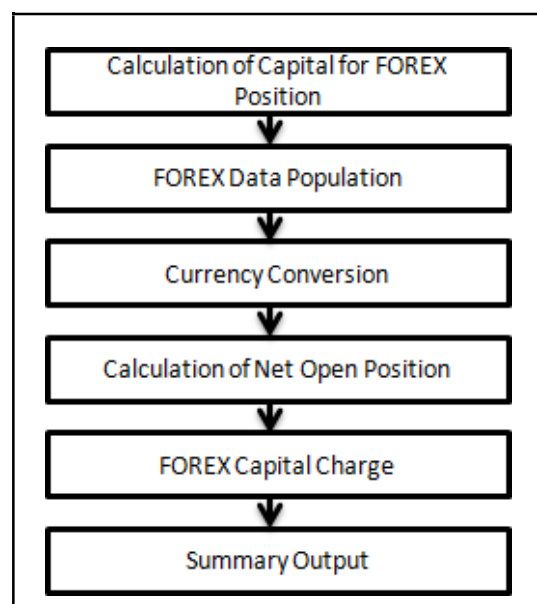 Calculation of Capital for FOREX
Position
FOREX Data Population
Currency Conversion
Calculation of Net Open Position
FOREX Capital Charge
Summary Output